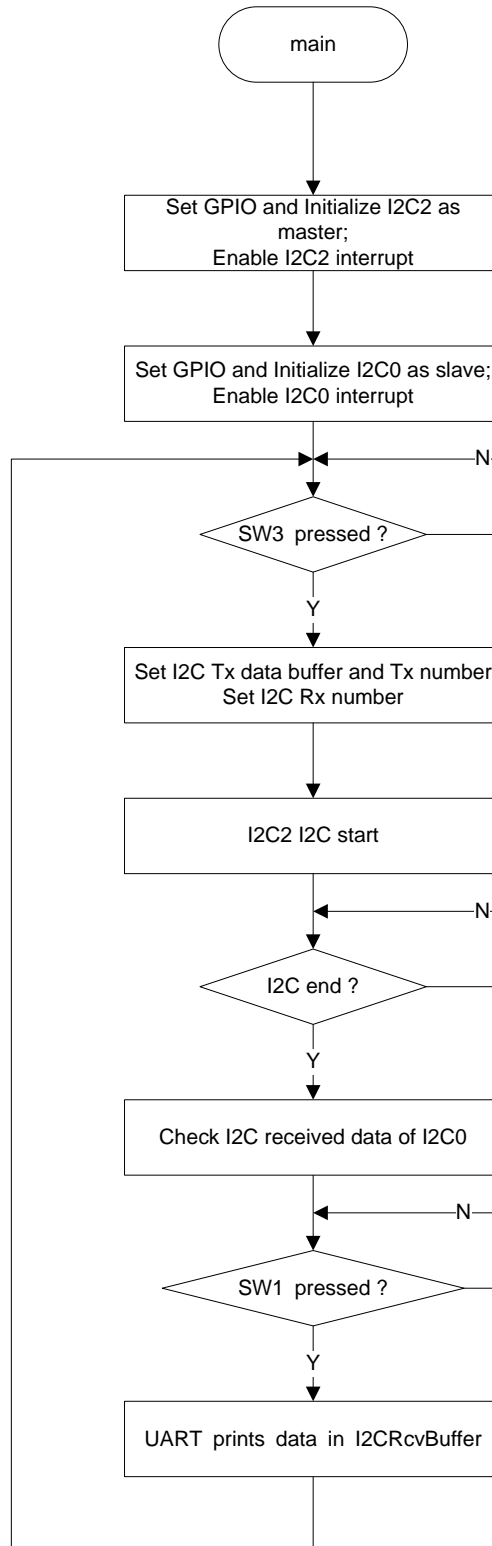 main
Set GPIO and Initialize I2C2 as
master;
Enable I2C2 interrupt
Set GPIO and Initialize I2C0 as slave;
Enable I2C0 interrupt
N
SW3 pressed ?
Y
Set I2C Tx data buffer and Tx number
Set I2C Rx number
I2C2 I2C start
N
I2C end ?
Y
Check I2C received data of I2C0
N
SW1 pressed ?
Y
UART prints data in I2CRcvBuffer